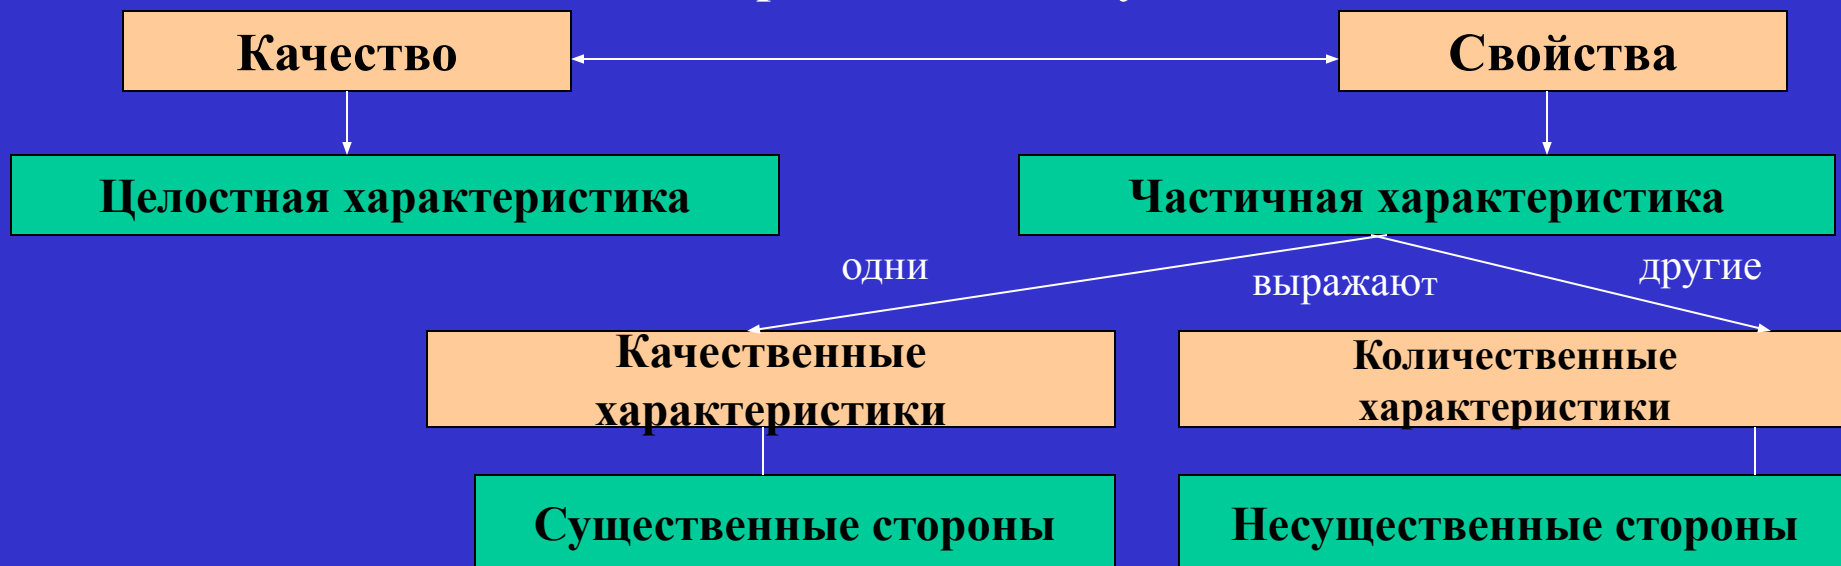 Качество
Свойства
Целостная характеристика
Частичная характеристика
одни
выражают
другие
Качественные
характеристики
Количественные
характеристики
Существенные стороны
Несущественные стороны